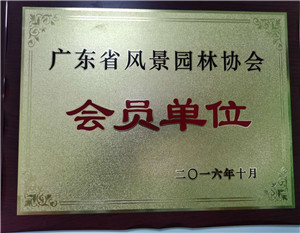 广东省风景园林协会
会员单位
二〇一六年十月